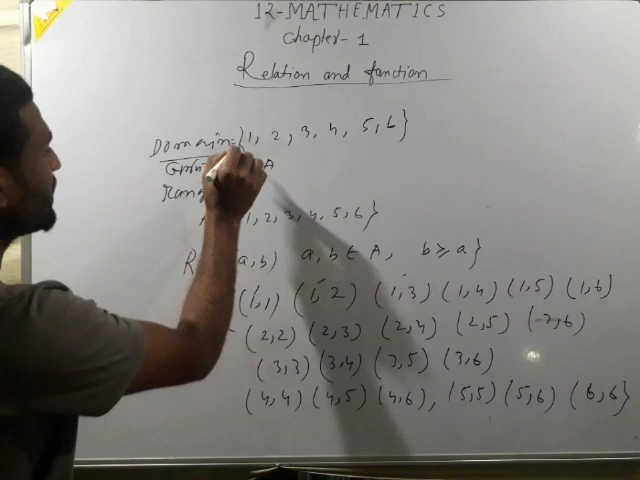 12-MATHEMATICS
Chapter-1
Relation and function
Domain={1, 2, 3, 4, 5, 6}
A
1, 2, 3, 4, 5, 6}
R a, b) a, b ∈ A, b ≥ a}
(1, 1) (1, 2) (1, 3) (1, 4) (1, 5) (1, 6)
(2, 2) (2, 3) (2, 4) (2, 5) (2, 6)
(3, 3) (3, 4) (3, 5) (3, 6)
(4, 4) (4, 5) (4, 6), (5, 5) (5, 6) (6, 6)}